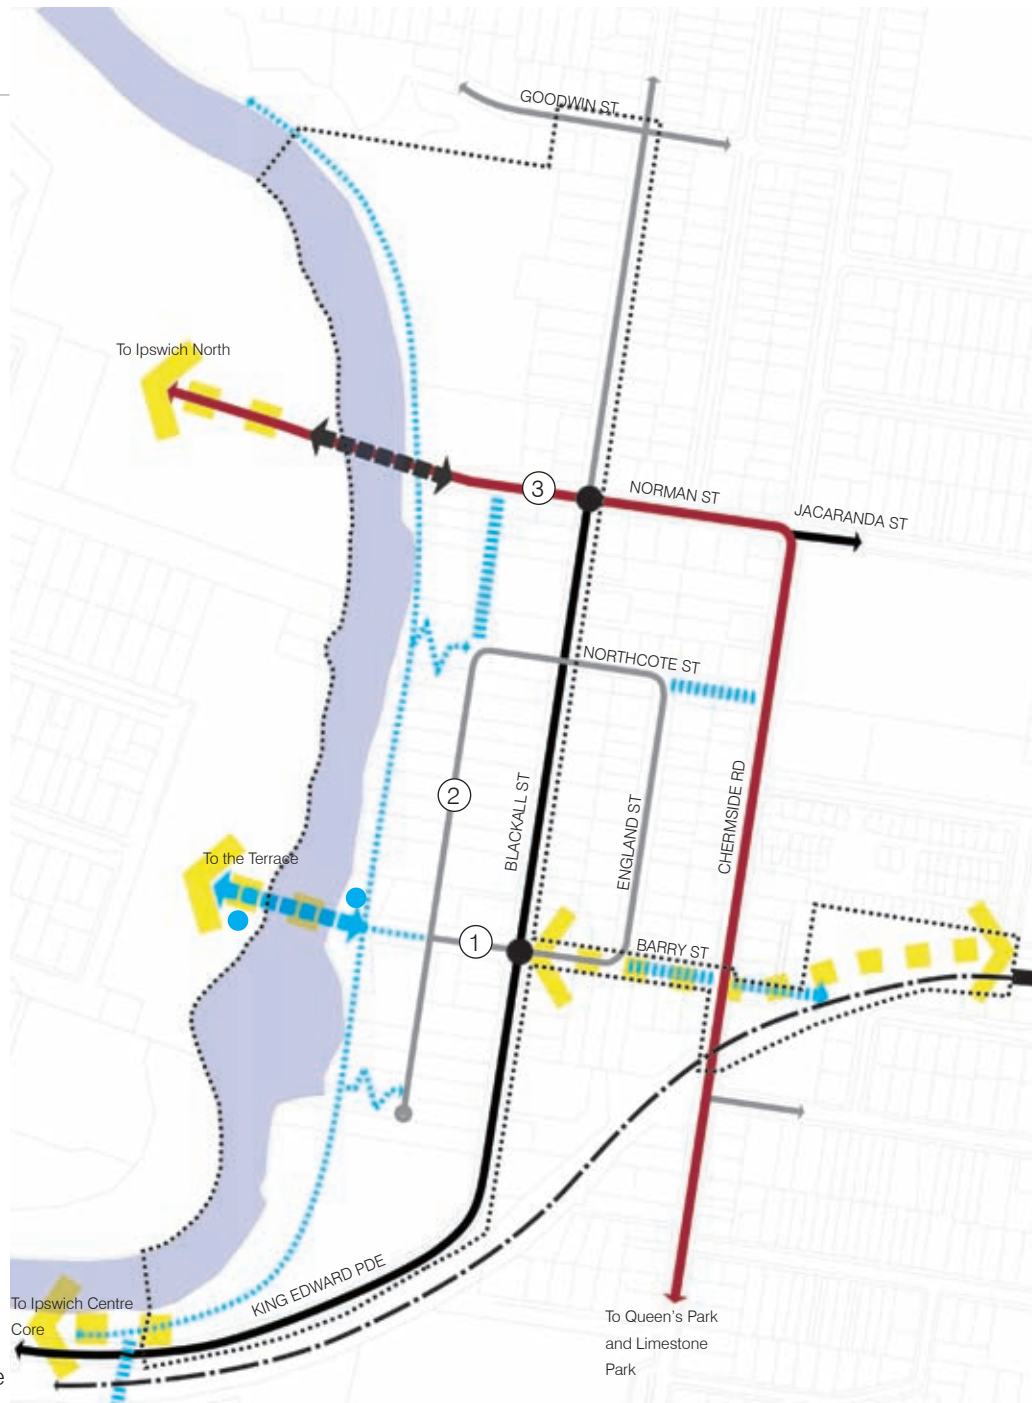 GOODWIN ST
To Ipswich North
3
NORMAN ST
JACARANDA ST
NORTHCOTE ST
2
BLACKALL ST
ENGLAND ST
CHERMSIDE RD
To the Terrace
1
BARRY ST
KING EDWARD PDE
To Ipswich Centre
Core
To Queen's Park
and Limestone
Park
e